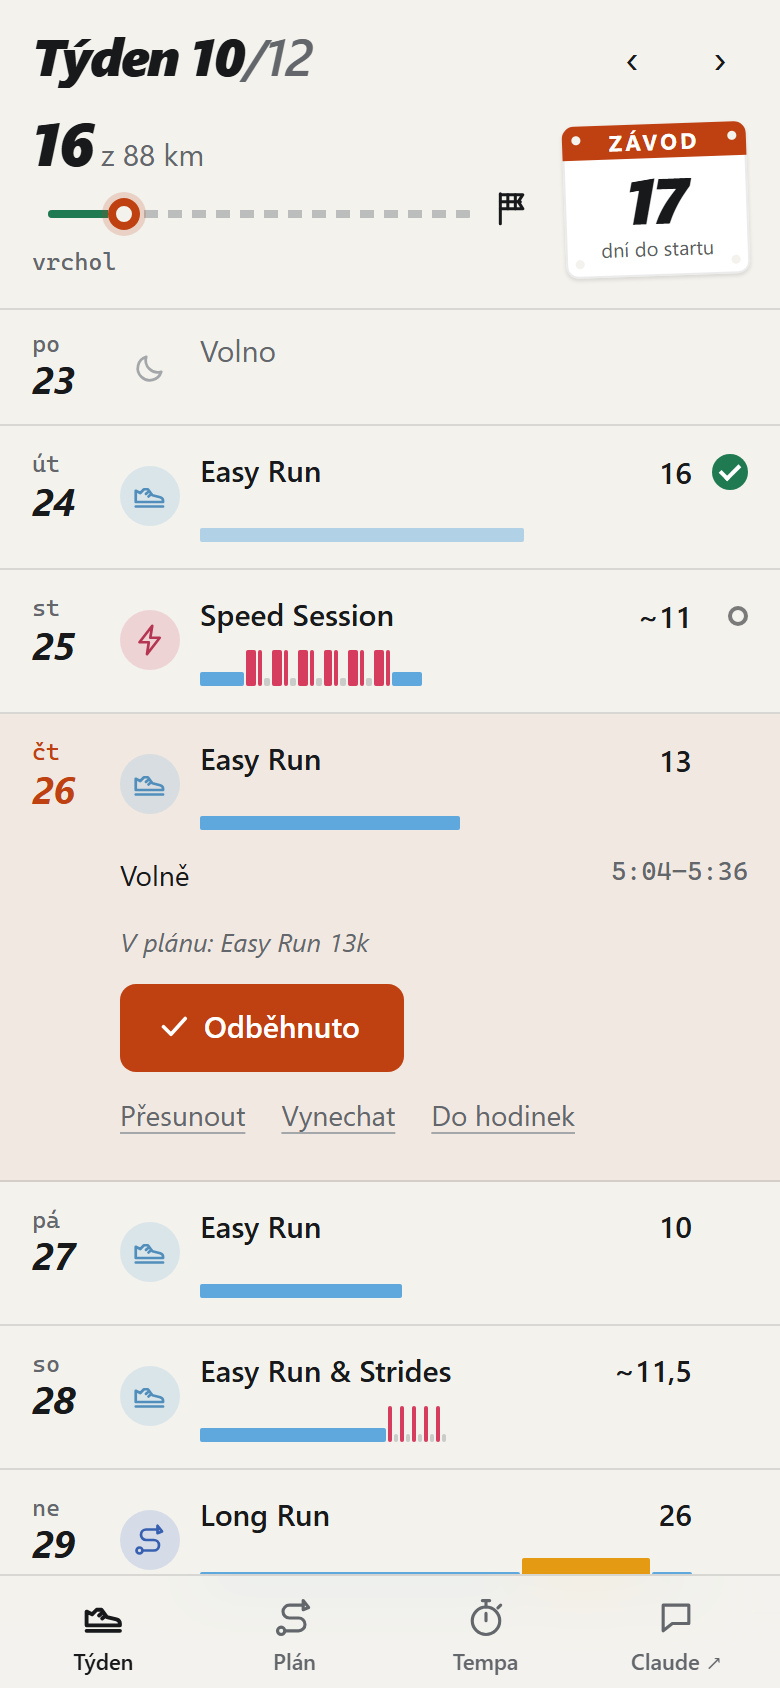 Týden 10/12
‹ ›
16 z 88 km
vrchol
ZÁVOD
17
dní do startu
po
23
Volno
út
24
Easy Run
16
st
25
Speed Session
~11
čt
26
Easy Run
13
Volně
5:04–5:36
V plánu: Easy Run 13k
Odběhnuto
Přesunout Vynechat Do hodinek
pá
27
Easy Run
10
so
28
Easy Run & Strides
~11,5
ne
29
Long Run
26
Týden Plán Tempa Claude ↗